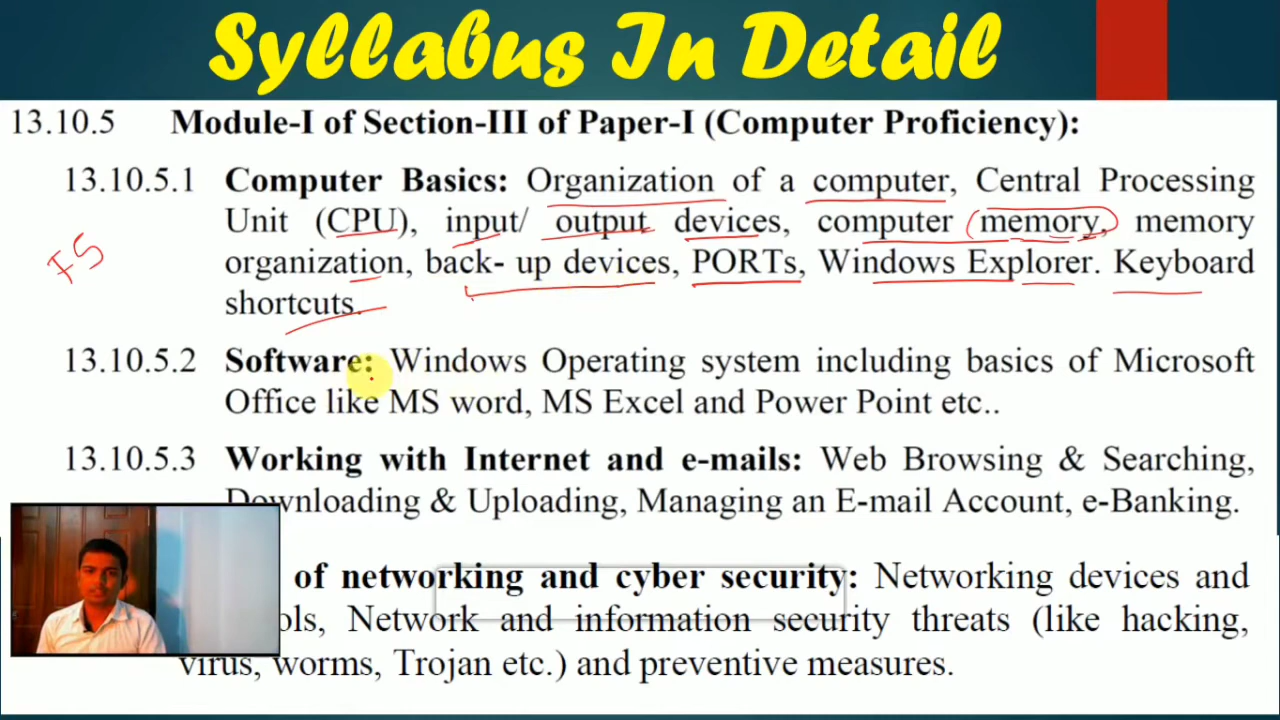 Syllabus In Detail
13.10.5 Module-I of Section-III of Paper-I (Computer Proficiency):
13.10.5.1 Computer Basics: Organization of a computer, Central Processing
Unit (CPU), input/ output devices, computer memory, memory
organization, back- up devices, PORTs, Windows Explorer. Keyboard
shortcuts.
FS
13.10.5.2 Software: Windows Operating system including basics of Microsoft
Office like MS word, MS Excel and Power Point etc..
13.10.5.3 Working with Internet and e-mails: Web Browsing & Searching,
Downloading & Uploading, Managing an E-mail Account, e-Banking.
of networking and cyber security: Networking devices and
ols, Network and information security threats (like hacking,
virus, worms, Trojan etc.) and preventive measures.